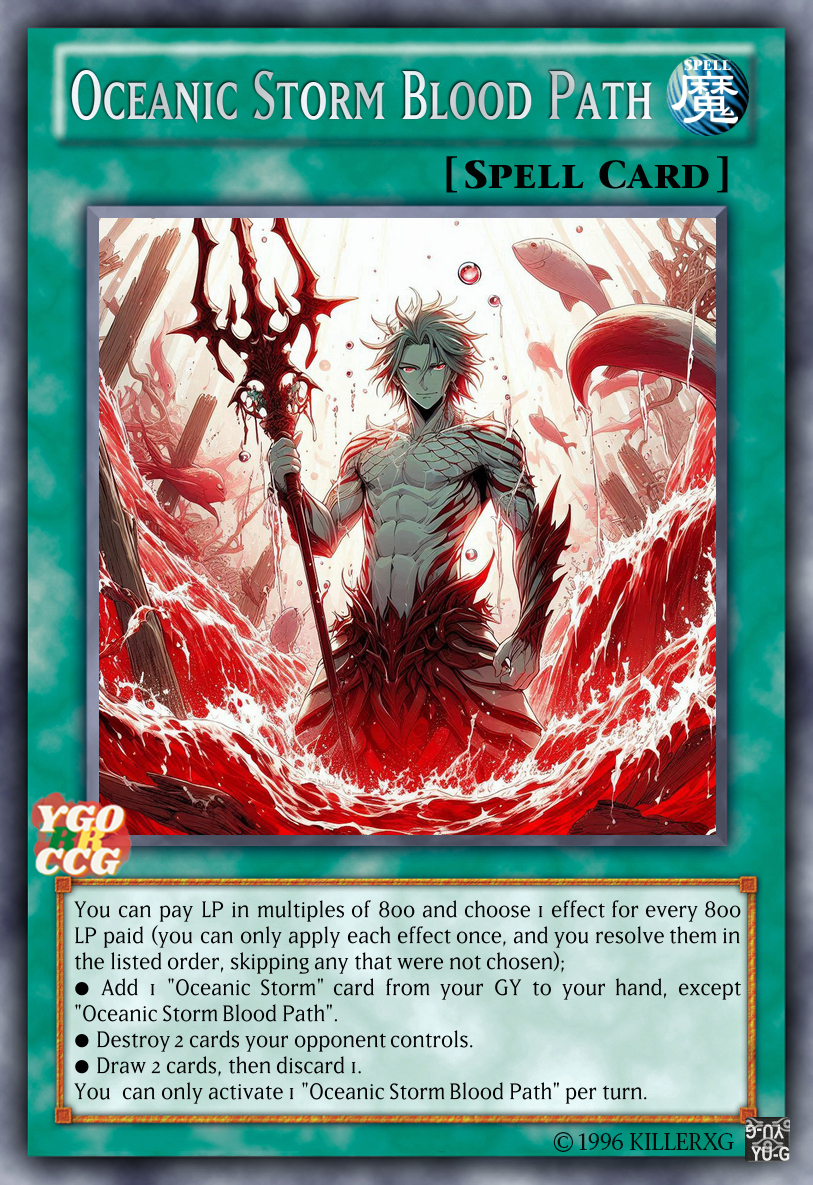 Oceanic Storm Blood Path
SPELL
魔
[Spell Card]
YGO
BR
CCG
You can pay LP in multiples of 800 and choose 1 effect for every 800
LP paid (you can only apply each effect once, and you resolve them in
the listed order, skipping any that were not chosen);
● Add 1 "Oceanic Storm" card from your GY to your hand, except
"Oceanic Storm Blood Path".
● Destroy 2 cards your opponent controls.
● Draw 2 cards, then discard 1.
You can only activate 1 "Oceanic Storm Blood Path" per turn.
© 1996 KILLERXG
YU-G